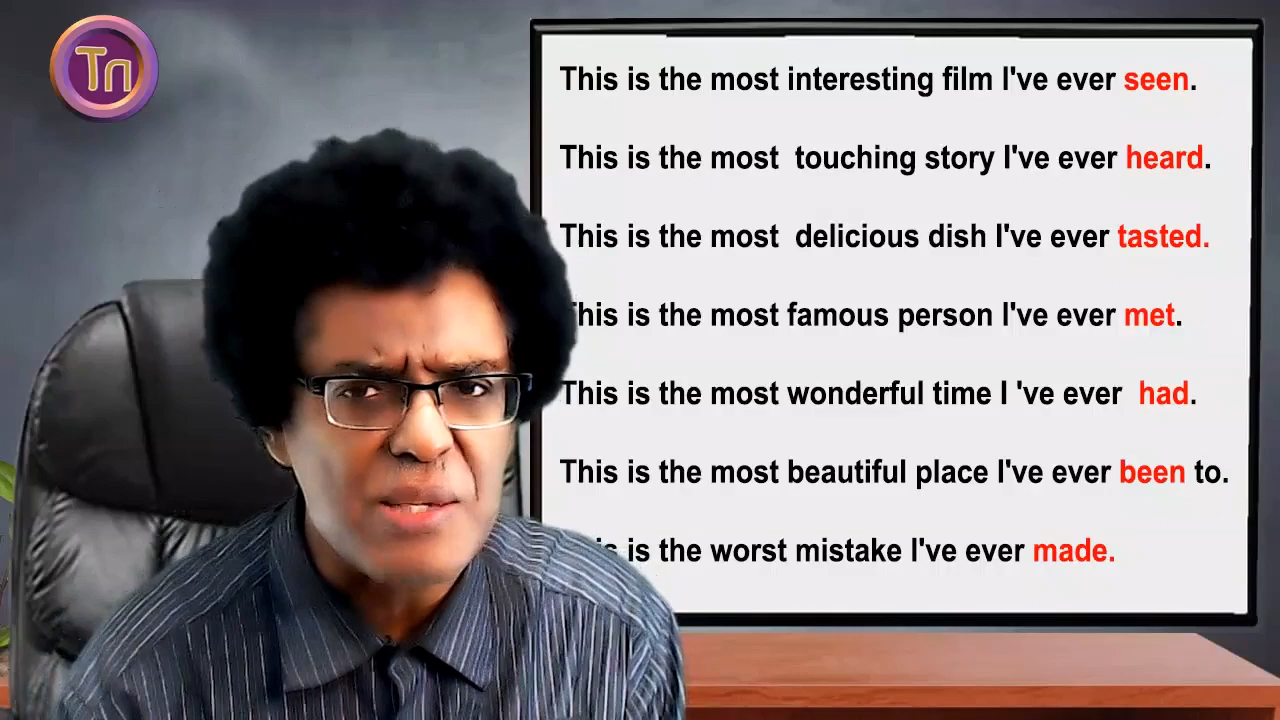 Tn
This is the most interesting film I've ever seen.
This is the most  touching story I've ever heard.
This is the most  delicious dish I've ever tasted.
This is the most famous person I've ever met.
This is the most wonderful time I 've ever  had.
This is the most beautiful place I've ever been to.
This is the worst mistake I've ever made.